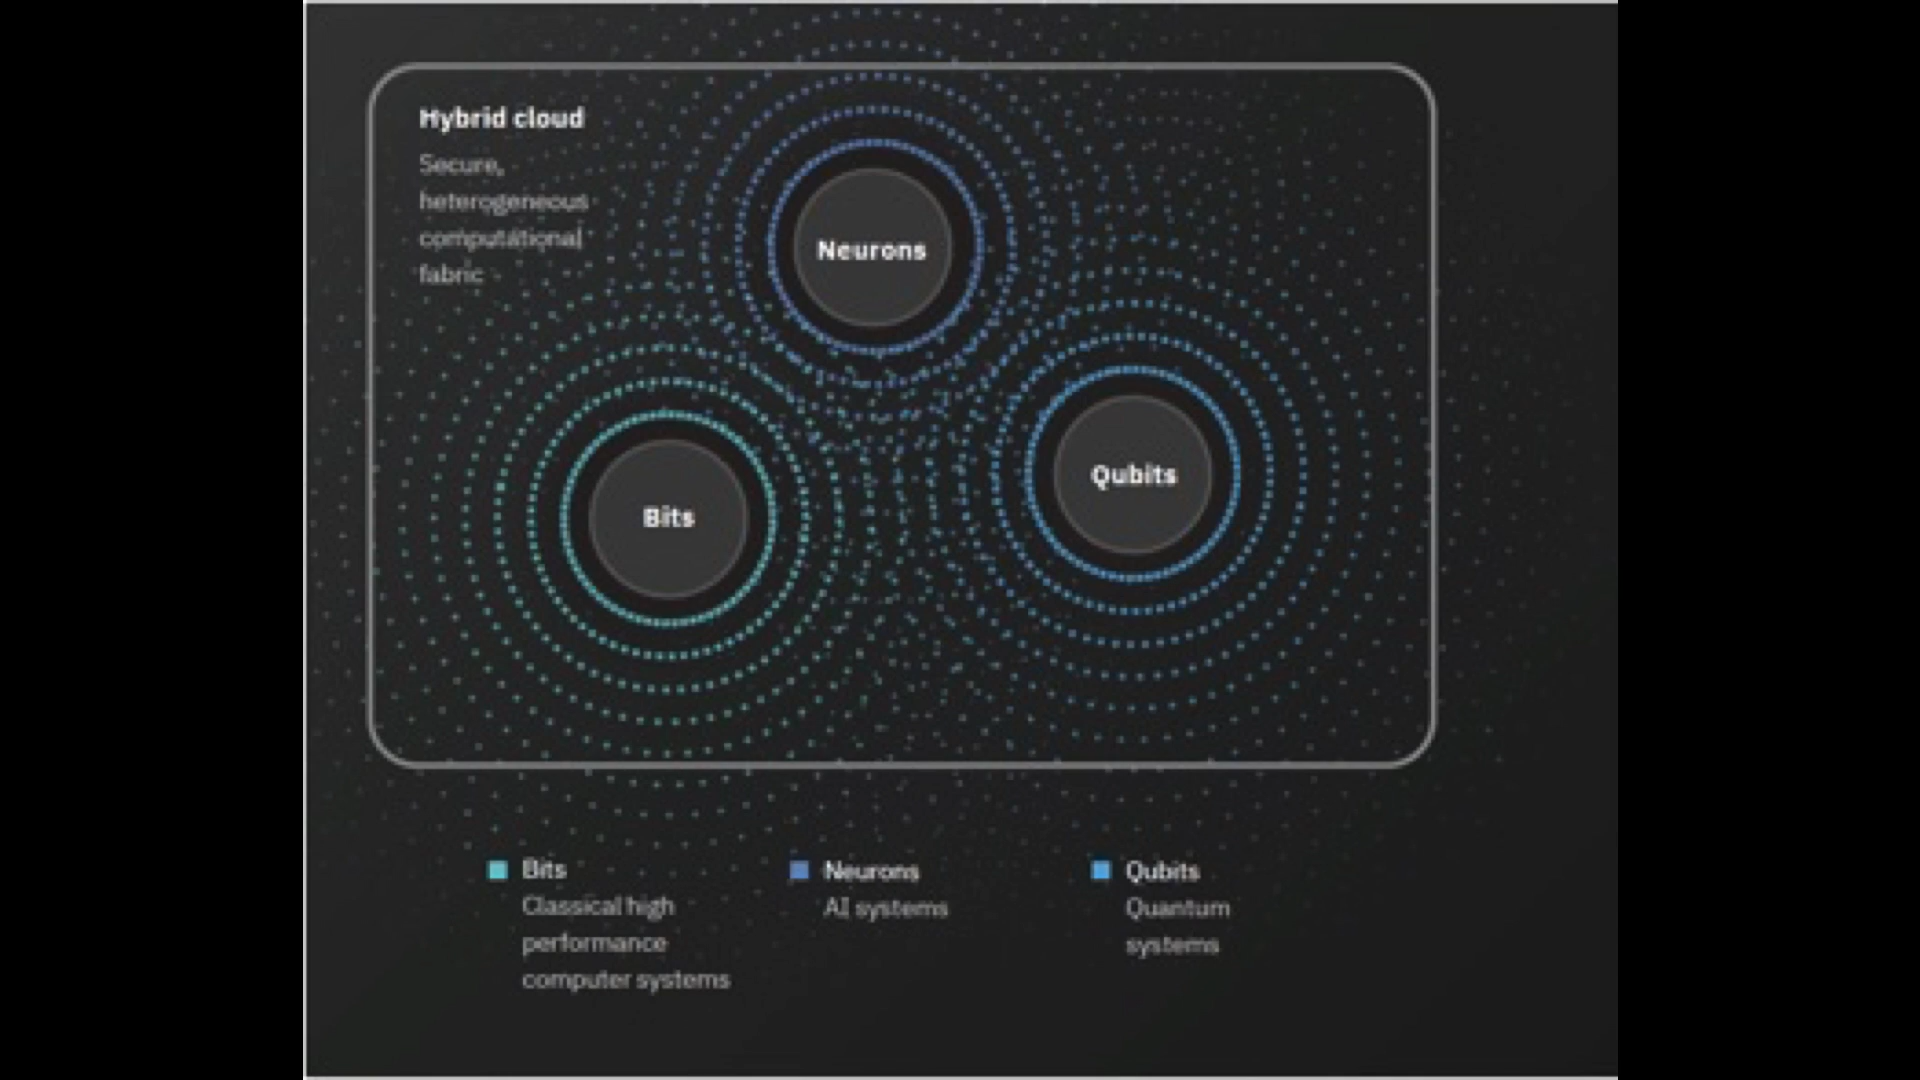 Hybrid cloud
Secure,
heterogeneous
computational
fabric
Neurons
Qubits
Bits
Bits
Classical high
performance
computer systems
Neurons
AI systems
Qubits
Quantum
systems